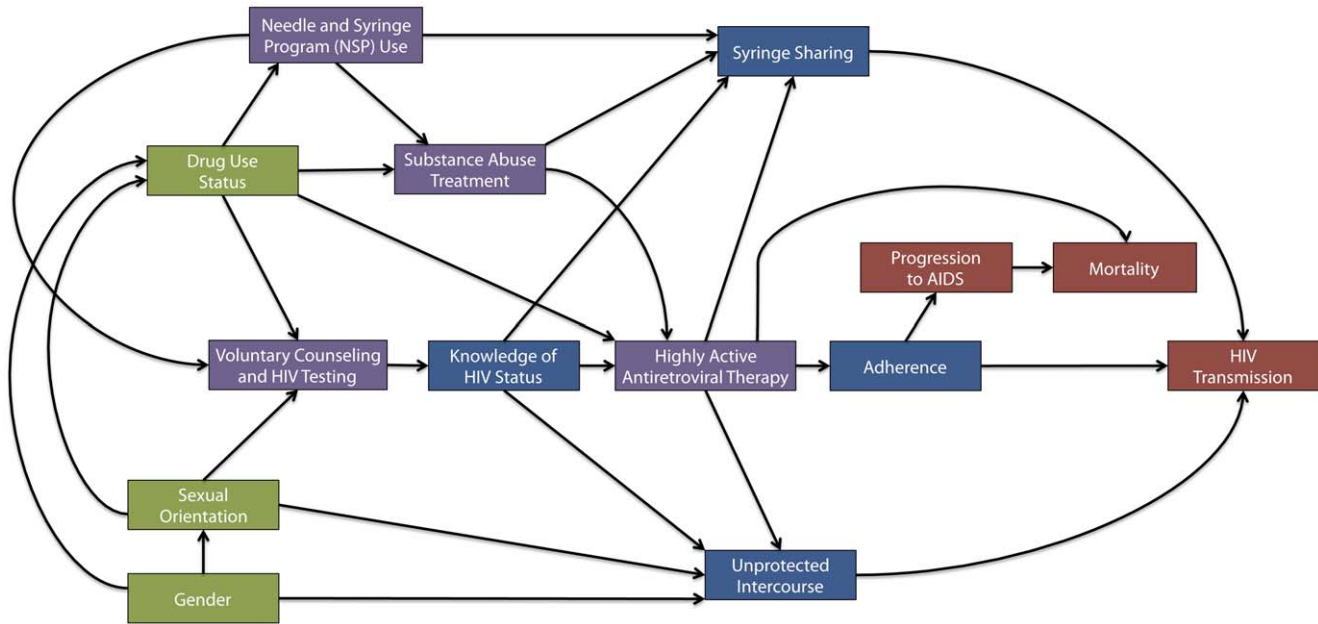 Needle and Syringe
Program (NSP) Use
Syringe Sharing
Drug Use
Status
Substance Abuse
Treatment
Progression
to AIDS
Mortality
Voluntary Counseling
and HIV Testing
Knowledge of
HIV Status
Highly Active
Antiretroviral Therapy
Adherence
HIV
Transmission
Sexual
Orientation
Unprotected
Intercourse
Gender